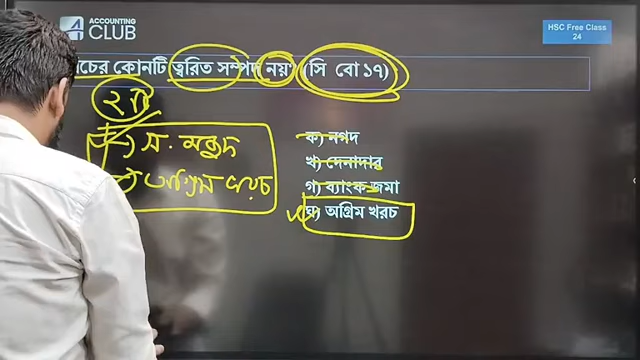 ACCOUNTING
CLUB
HSC Free Class
24
চের কোনটি ত্বরিত সম্পদ নয় (সি বো ১৭)
২টি
স. মজুদ
অগ্রিম খরচ
ক) নগদ
খ) দেনাদার
গ) ব্যাংক জমা
ঘ) অগ্রিম খরচ